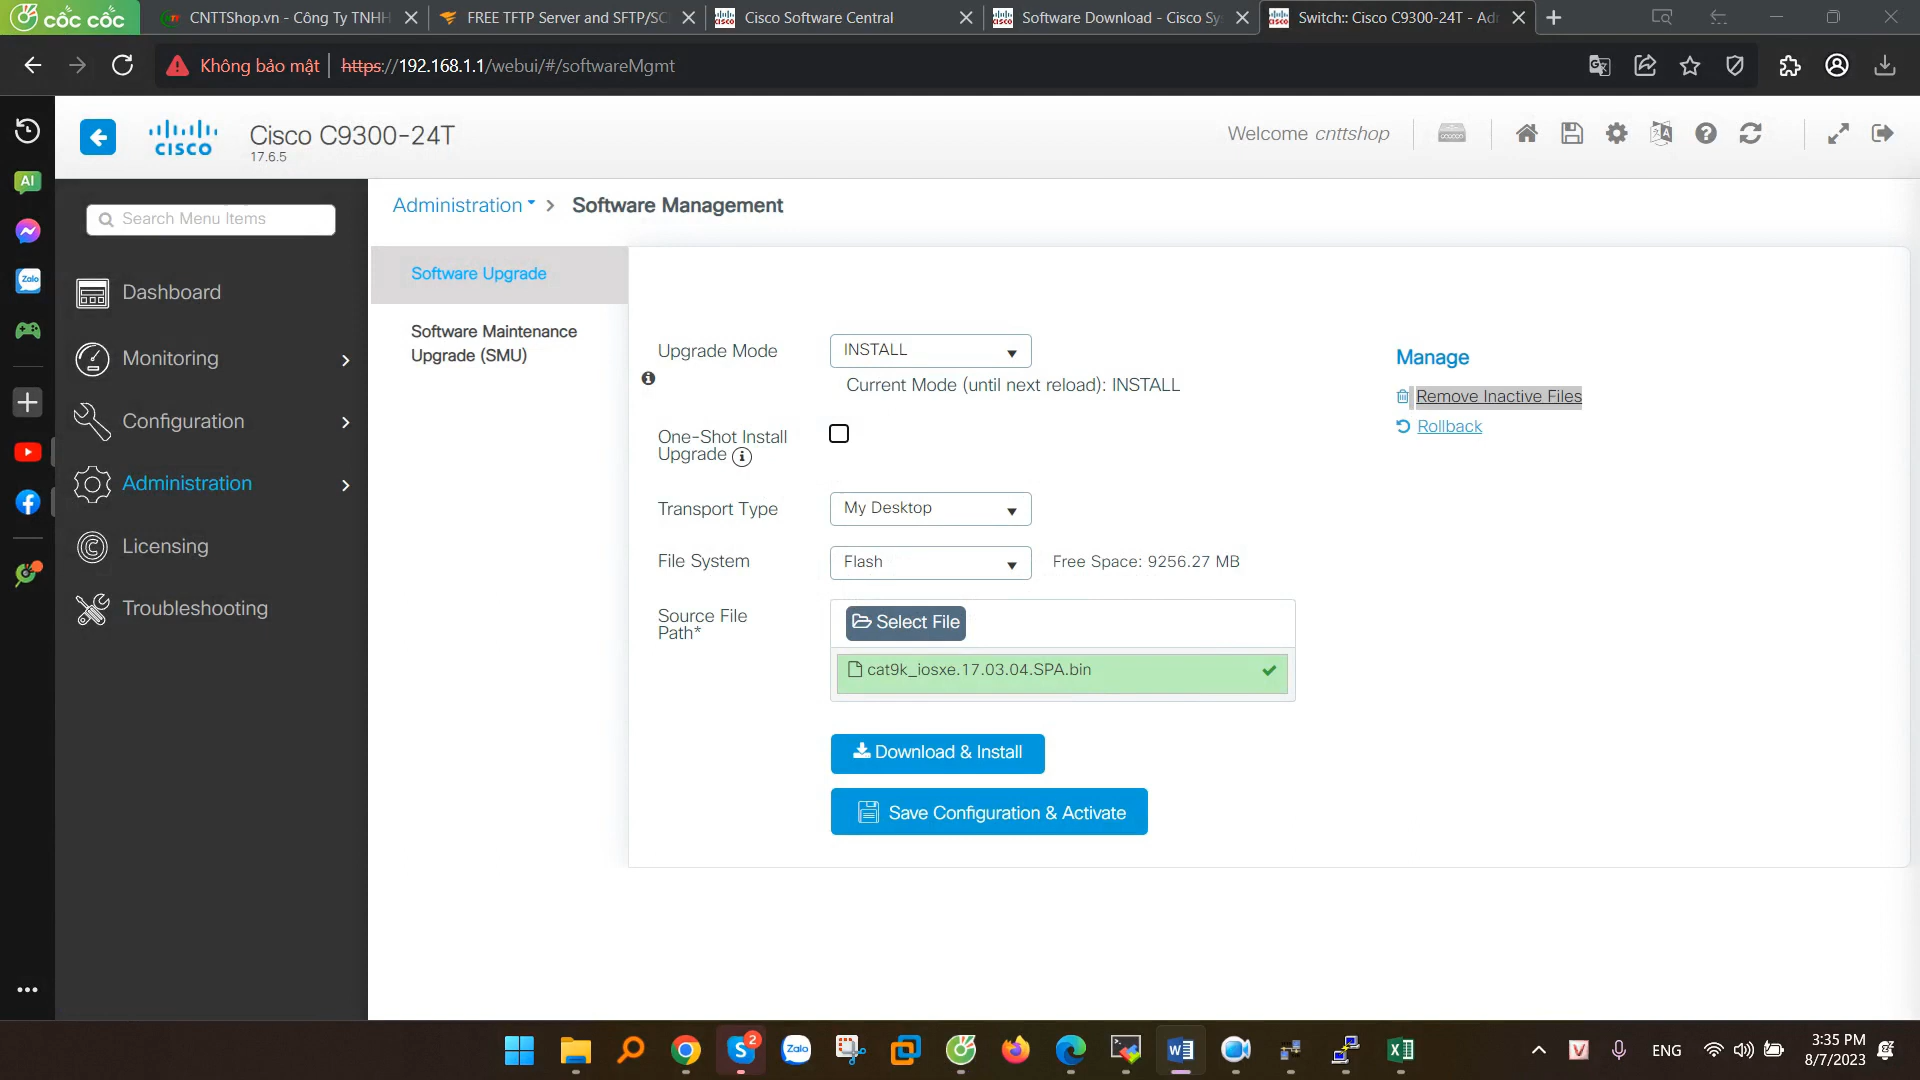 cốc cốc
CNTTShop.vn - Công Ty TNHH
FREE TFTP Server and SFTP/SC
Cisco Software Central
Software Download - Cisco Sy
Switch:: Cisco C9300-24T - Ad
Không bảo mật
https://192.168.1.1/webui/#/softwareMgmt
CISCO
Cisco C9300-24T
17.6.5
Welcome cnttshop
AI
Zalo
Search Menu Items
Dashboard
Monitoring
Configuration
Administration
Licensing
Troubleshooting
Administration > Software Management
Software Upgrade
Software Maintenance
Upgrade (SMU)
Upgrade Mode
INSTALL
Current Mode (until next reload): INSTALL
One-Shot Install
Upgrade
Transport Type
My Desktop
File System
Flash
Free Space: 9256.27 MB
Source File
Path*
Select File
cat9k_iosxe.17.03.04.SPA.bin
Download & Install
Save Configuration & Activate
Manage
Remove Inactive Files
Rollback
2
Zalo
ENG
3:35 PM
8/7/2023